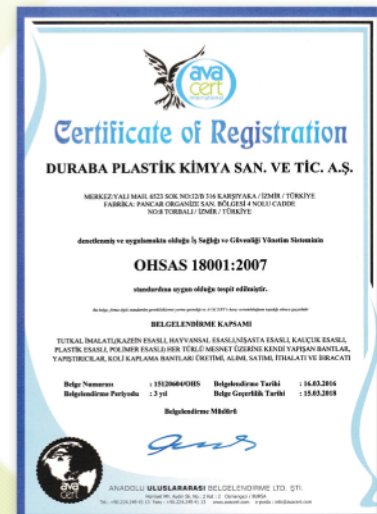 ava
cert
international
Certificate of Registration
DURABA PLASTİK KİMYA SAN. VE TİC. A.Ş.
MERKEZ:YALI MAH. 6523 SOK NO:32/B 316 KARŞIYAKA / İZMİR / TÜRKİYE
FABRİKA: PANCAR ORGANİZE SAN. BÖLGESİ 4 NOLU CADDE
NO:8 TORBALI / İZMİR / TÜRKİYE
denetlenmiş ve uygulamakta olduğu İş Sağlığı ve Güvenliği Yönetim Sisteminin
OHSAS 18001:2007
standardına uygun olduğu tespit edilmiştir.
BELGELENDİRME KAPSAMI
TUTKAL İMALATI,(KAZEİN ESASLI, HAYVANSAL ESASLI,NİŞASTA ESASLI, KAUÇUK ESASLI,
PLASTİK ESASLI, POLİMER ESASLI) HER TÜRLÜ MESNET ÜZERİNE KENDİ YAPIŞAN BANTLAR,
YAPIŞTIRICILAR, KOLİ KAPLAMA BANTLARI ÜRETİMİ, ALIMI, SATIMI, İTHALATI VE İHRACATI
Belge Numarası : 15120604/OHS Belgelendirme Tarihi : 16.03.2016
Belgelendirme Periyodu : 3 yıl Belge Geçerlilik Tarihi : 15.03.2018
Belgelendirme Müdürü
ava
cert
ANADOLU ULUSLARARASI BELGELENDİRME LTD. ŞTİ.